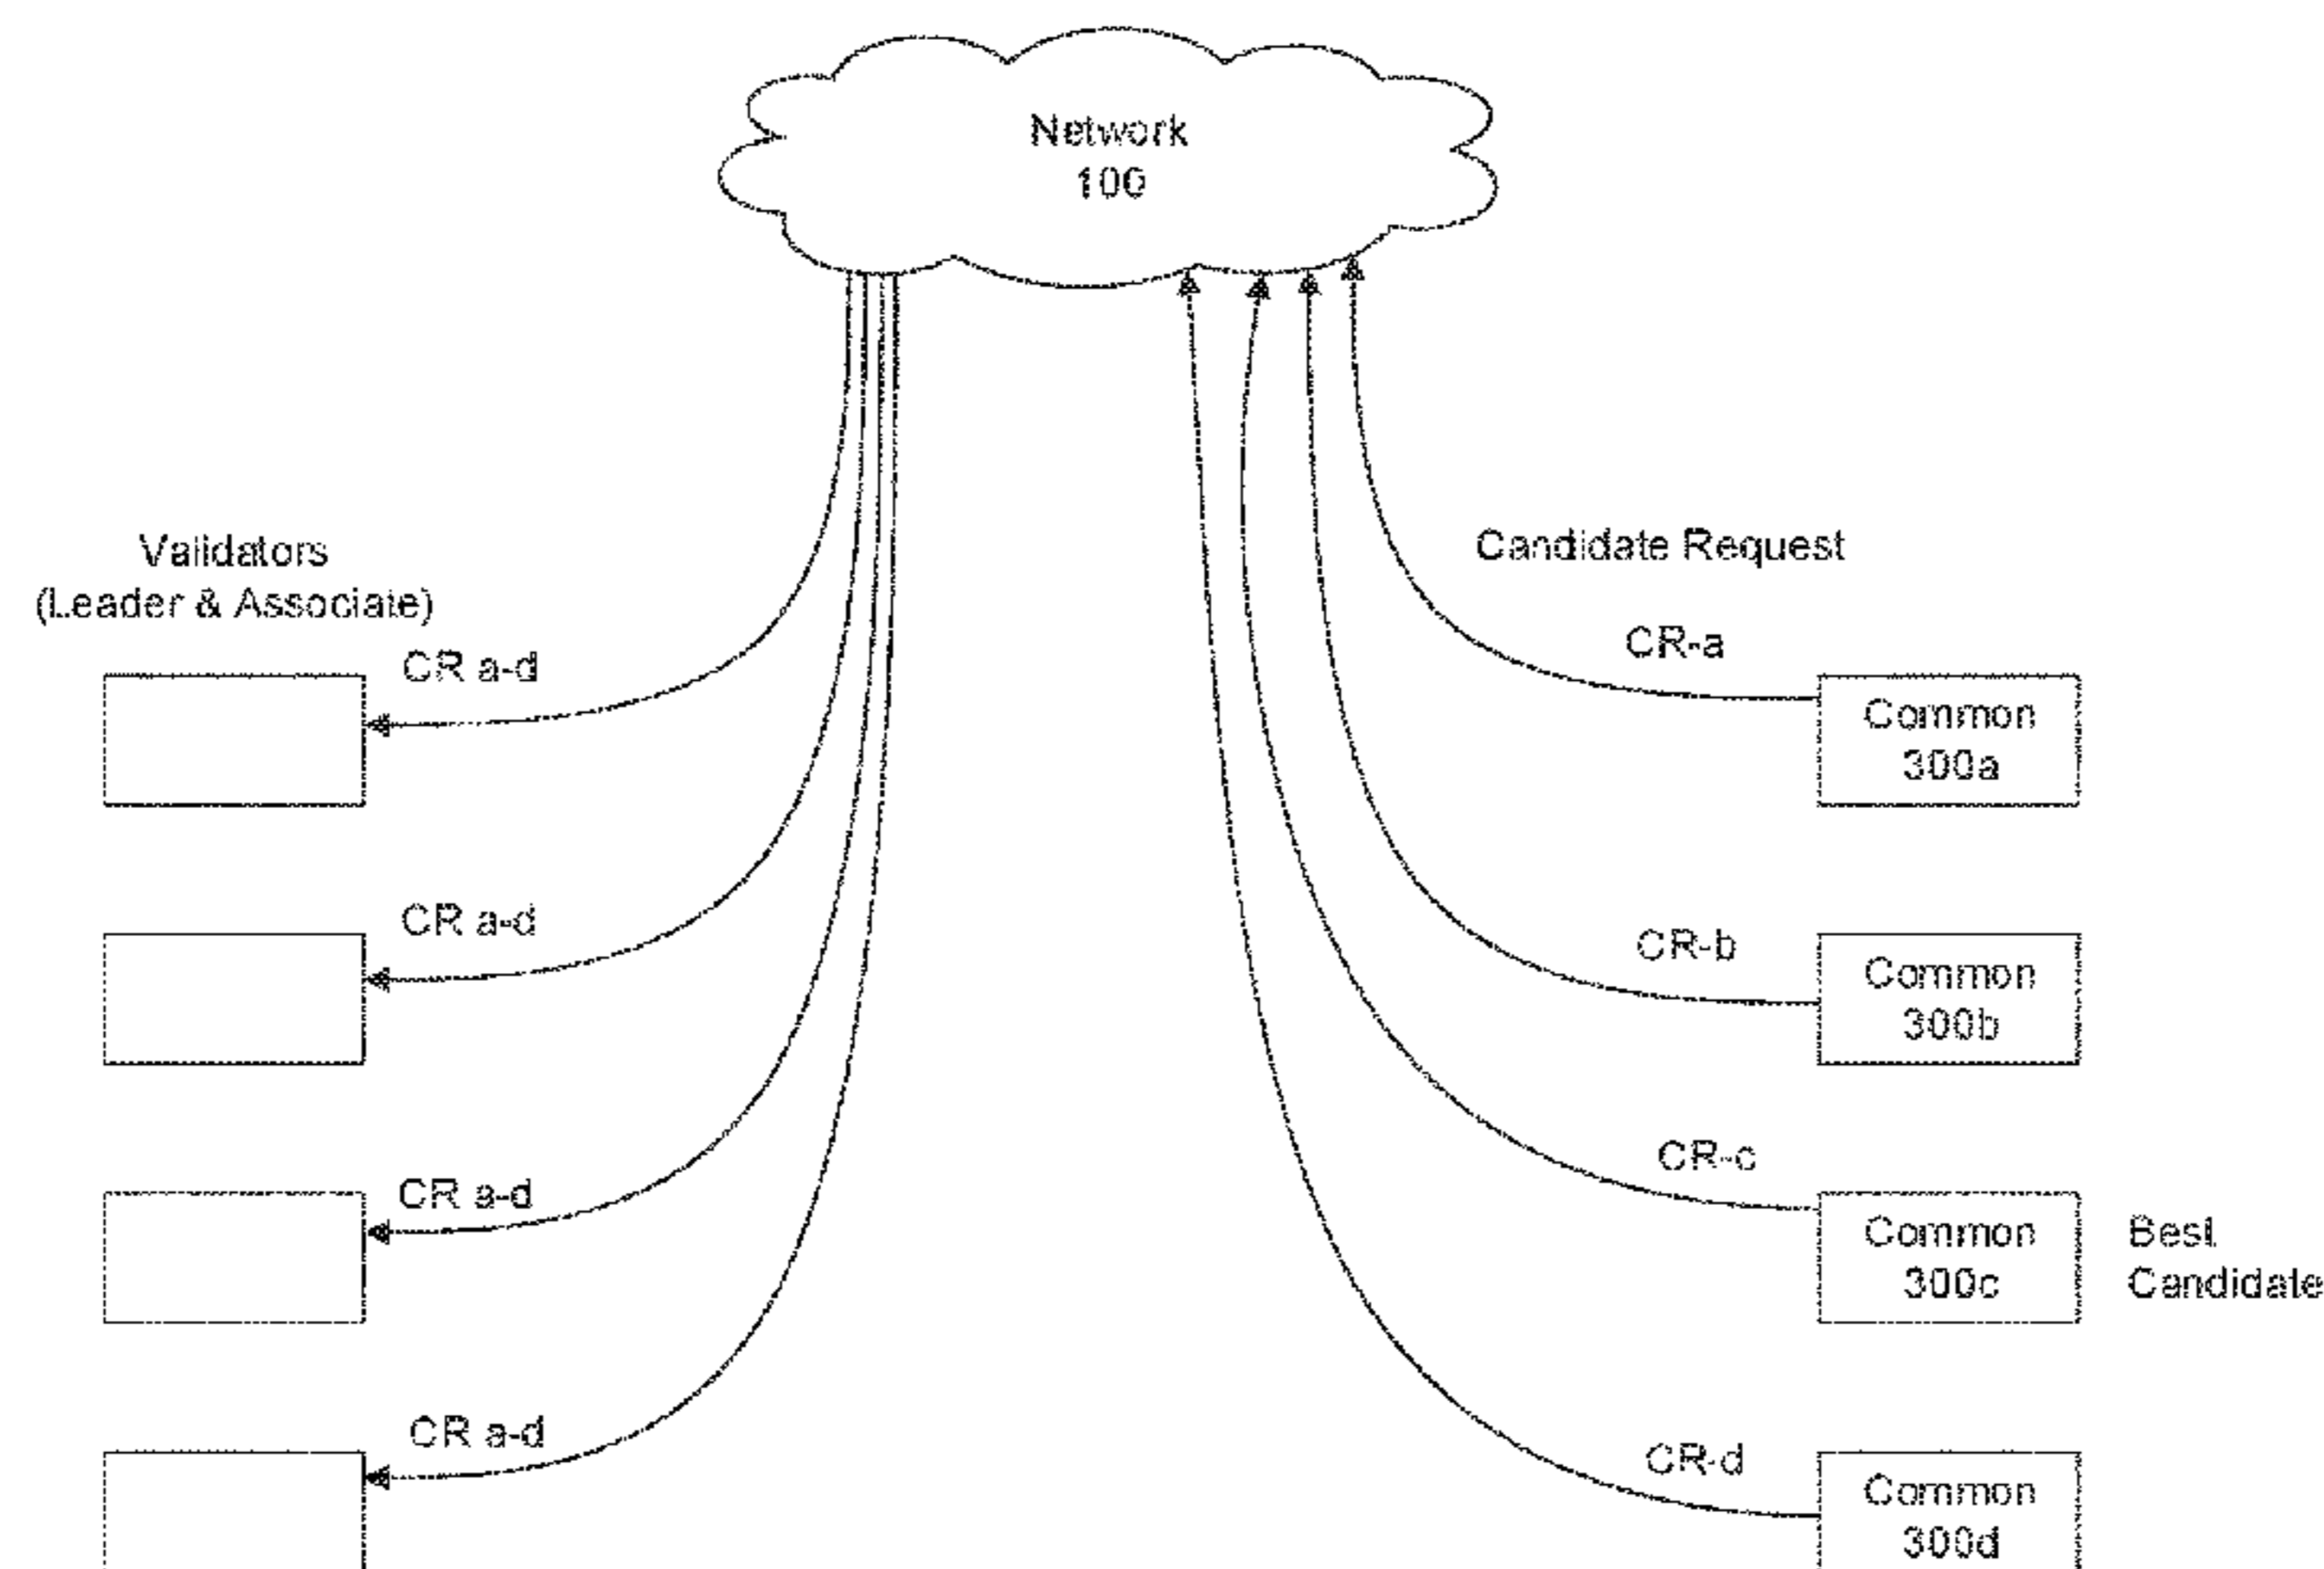 Network
100
Validators
(Leader & Associate)
Candidate Request
CR a-d
CR-a
Common
300a
CR a-d
CR-b
Common
300b
CR a-d
CR-c
Common
300c
Best
Candidate
CR a-d
CR-d
Common
300d